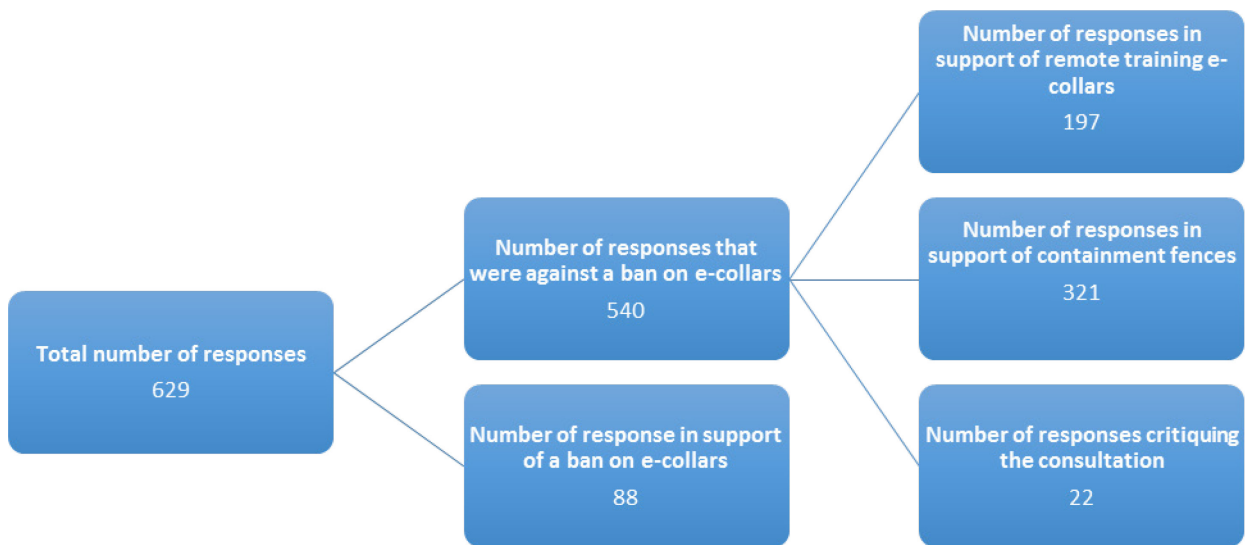 Total number of responses
629
Number of responses that
were against a ban on e-collars
540
Number of response in support
of a ban on e-collars
88
Number of responses in
support of remote training e-
collars
197
Number of responses in
support of containment fences
321
Number of responses critiquing
the consultation
22